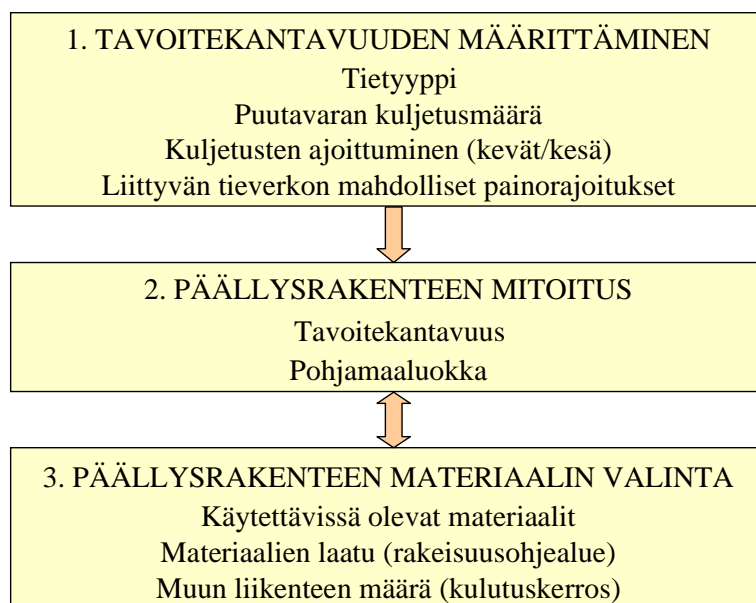 1. TAVOITEKANTAVUUDEN MÄÄRITTÄMINEN
Tietyyppi
Puutavaran kuljetusmäärä
Kuljetusten ajoittuminen (kevät/kesä)
Liittyvän tieverkon mahdolliset painorajoitukset
2. PÄÄLLYSRAKENTEEN MITOITUS
Tavoitekantavuus
Pohjamaaluokka
3. PÄÄLLYSRAKENTEEN MATERIAALIN VALINTA
Käytettävissä olevat materiaalit
Materiaalien laatu (rakeisuusohjealue)
Muun liikenteen määrä (kulutuskerros)